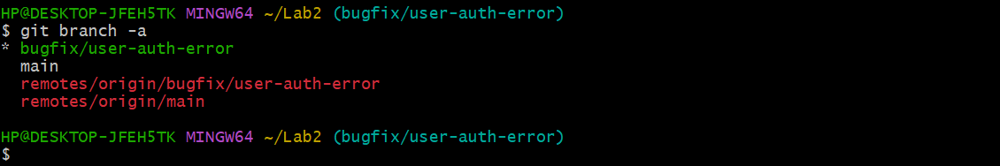 HP@DESKTOP-JFEH5TK MINGW64 ~/Lab2 (bugfix/user-auth-error)
$ git branch -a
* bugfix/user-auth-error
  main
  remotes/origin/bugfix/user-auth-error
  remotes/origin/main
HP@DESKTOP-JFEH5TK MINGW64 ~/Lab2 (bugfix/user-auth-error)
$